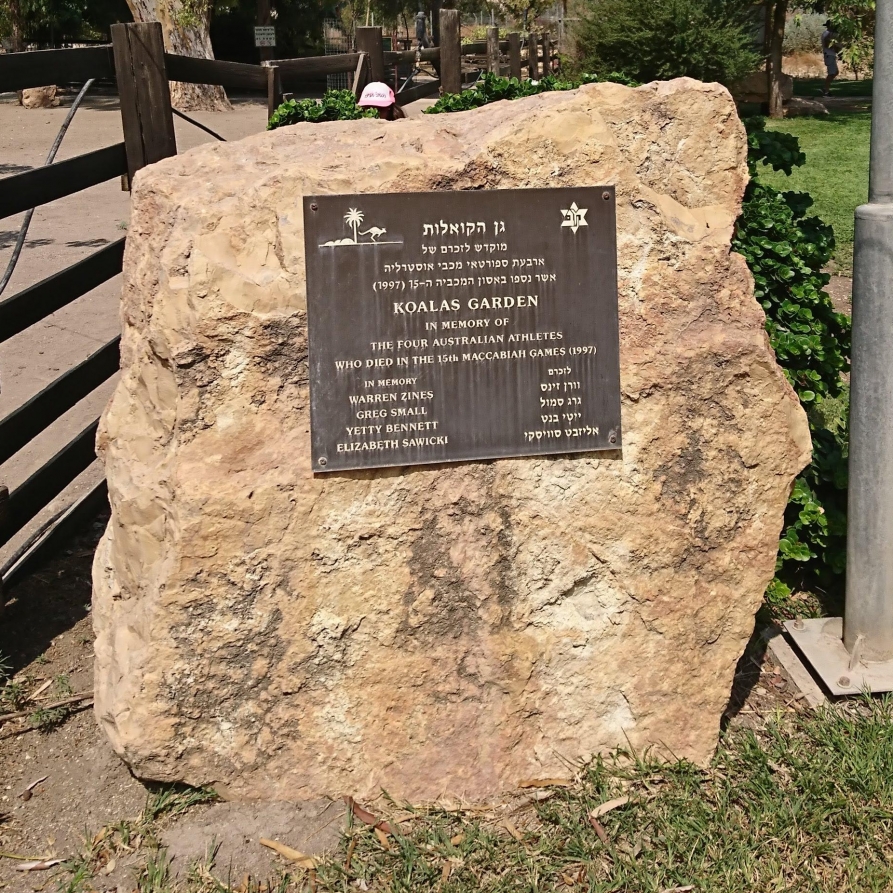 גן הקואלות
מוקדש לזכרם של
ארבעת ספורטאי מכבי אוסטרליה
אשר נספו באסון המכביה ה-15 (1997)
KOALAS GARDEN
IN MEMORY OF
THE FOUR AUSTRALIAN ATHLETES
WHO DIED IN THE 15th MACCABIAH GAMES (1997)
IN MEMORY
WARREN ZINES
GREG SMALL
YETTY BENNETT
ELIZABETH SAWICKI
לזכרם
וורן זינס
גרג סמול
ייטי בנט
אליזבט סוויסקי